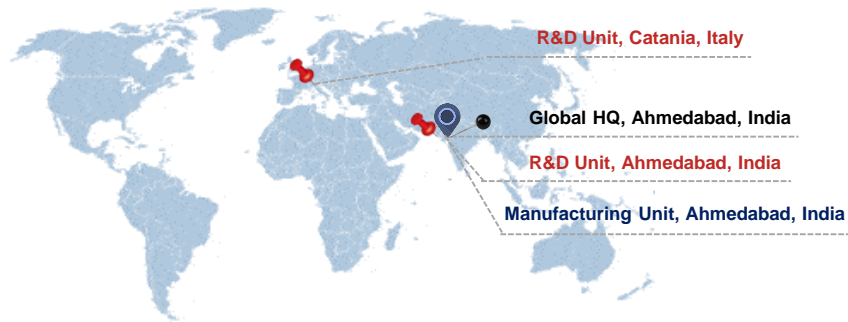 R&D Unit, Catania, Italy
Global HQ, Ahmedabad, India
R&D Unit, Ahmedabad, India
Manufacturing Unit, Ahmedabad, India